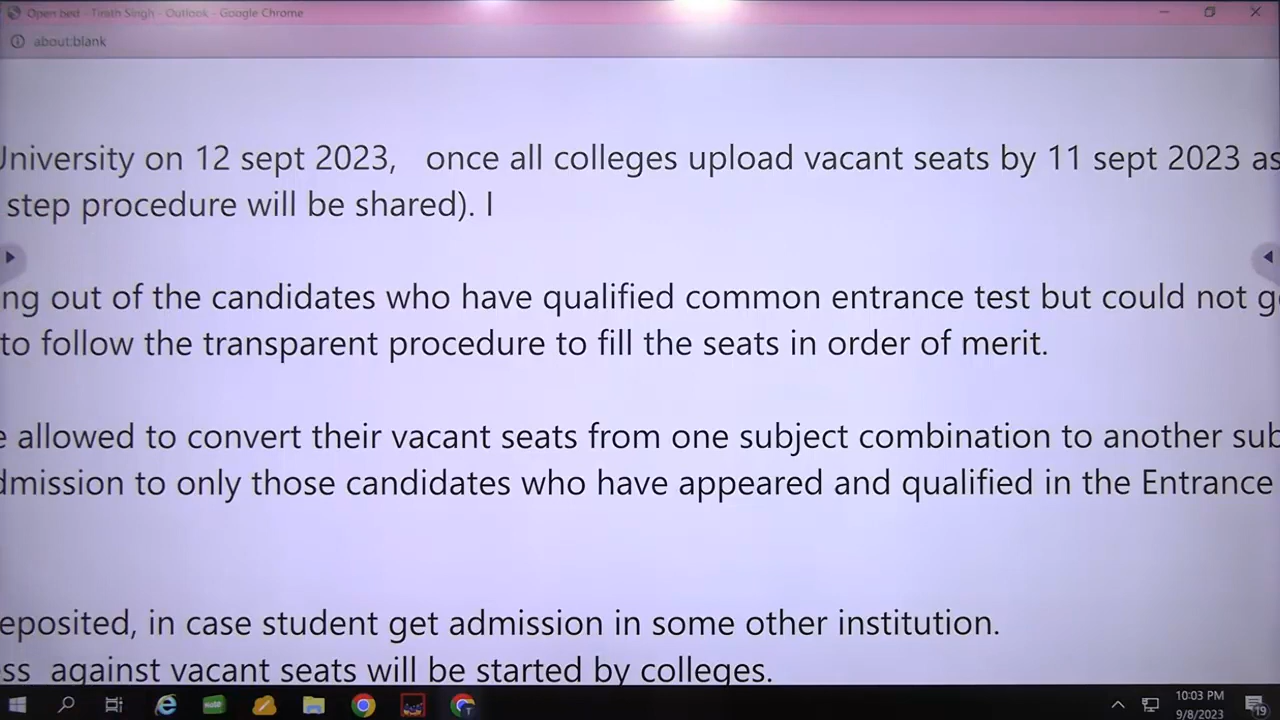 Open bed - Tirath Singh - Outlook - Google Chrome
about:blank
University on 12 sept 2023, once all colleges upload vacant seats by 11 sept 2023 as
step procedure will be shared). I
ng out of the candidates who have qualified common entrance test but could not g
to follow the transparent procedure to fill the seats in order of merit.
e allowed to convert their vacant seats from one subject combination to another sub
dmission to only those candidates who have appeared and qualified in the Entrance
eposited, in case student get admission in some other institution.
ss against vacant seats will be started by colleges.
10:03 PM
9/8/2023
19